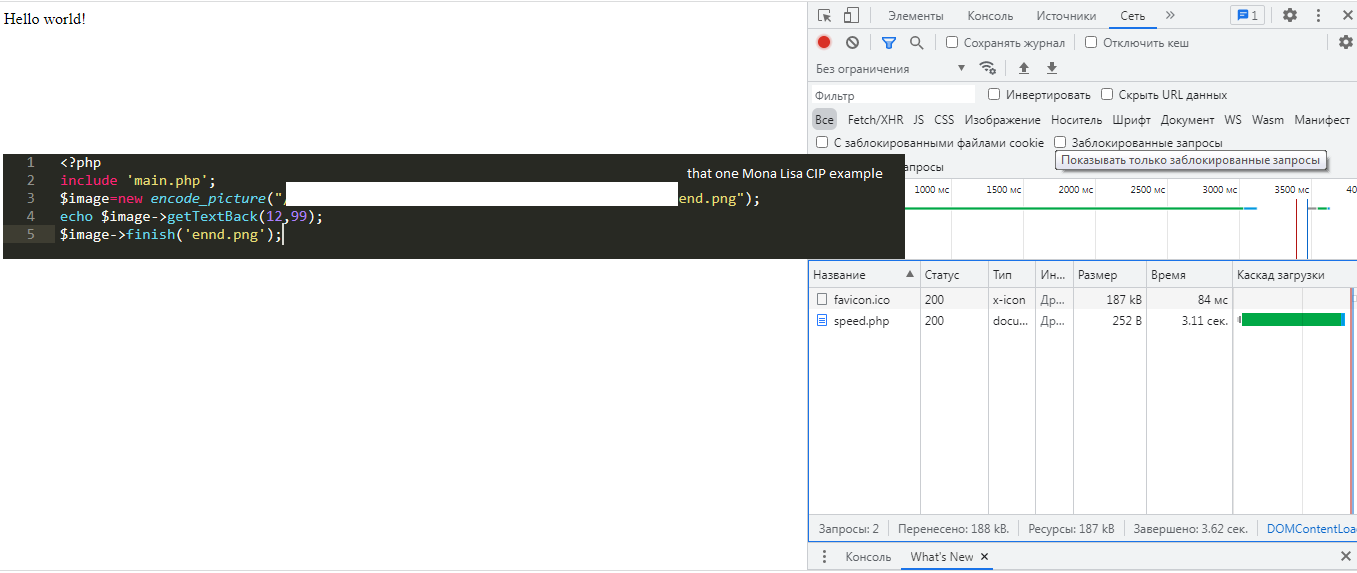 Hello world!
Элементы Консоль Источники Сеть » 1
Сохранять журнал Отключить кеш
Без ограничения
Фильтр Инвертировать Скрыть URL данных
Все Fetch/XHR JS CSS Изображение Носитель Шрифт Документ WS Wasm Манифест
С заблокированными файлами cookie Заблокированные запросы
Показывать только заблокированные запросы
1000 мс 1500 мс 2000 мс 2500 мс 3000 мс 3500 мс 40
1 <?php
2 include 'main.php';
that one Mona Lisa CIP example
3 $image=new encode_picture("/ end.png");
4 echo $image->getTextBack(12,99);
5 $image->finish('ennd.png');
Название Статус Тип Ин... Размер Время Каскад загрузки
favicon.ico 200 x-icon Др... 187 kB 84 мс
speed.php 200 docu... Др... 252 B 3.11 сек.
Запросы: 2 Перенесено: 188 kB. Ресурсы: 187 kB Завершено: 3.62 сек. DOMContentLoa
Консоль What's New